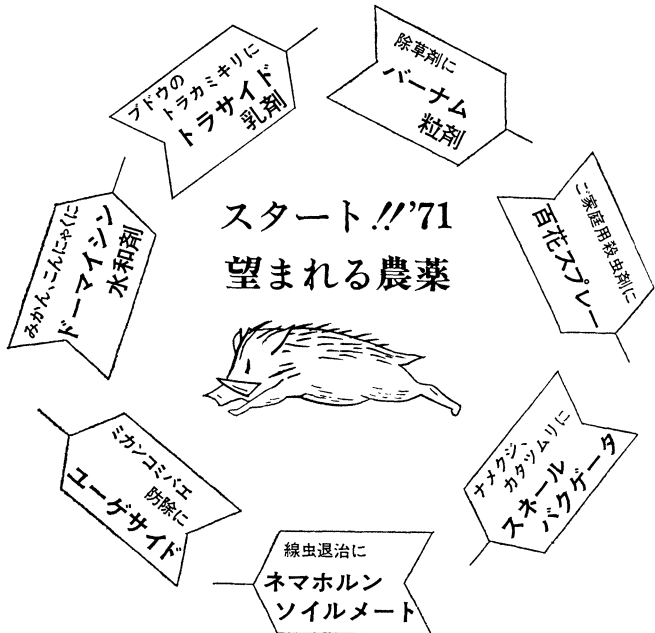 スタート!!'71
望まれる農薬
除草剤に
バーナム
粒剤
ご家庭用殺虫剤に
百花スプレー
ナメクジ、
カタツムリに
スネール
バクゲータ
線虫退治に
ネマホルン
ソイルメート
ミカンコミバエ
防除に
ユーゲサイド
みかん、こんにゃくに
ドーマイシン
水和剤
ブドウの
トラカミキリに
トラサイド
乳剤